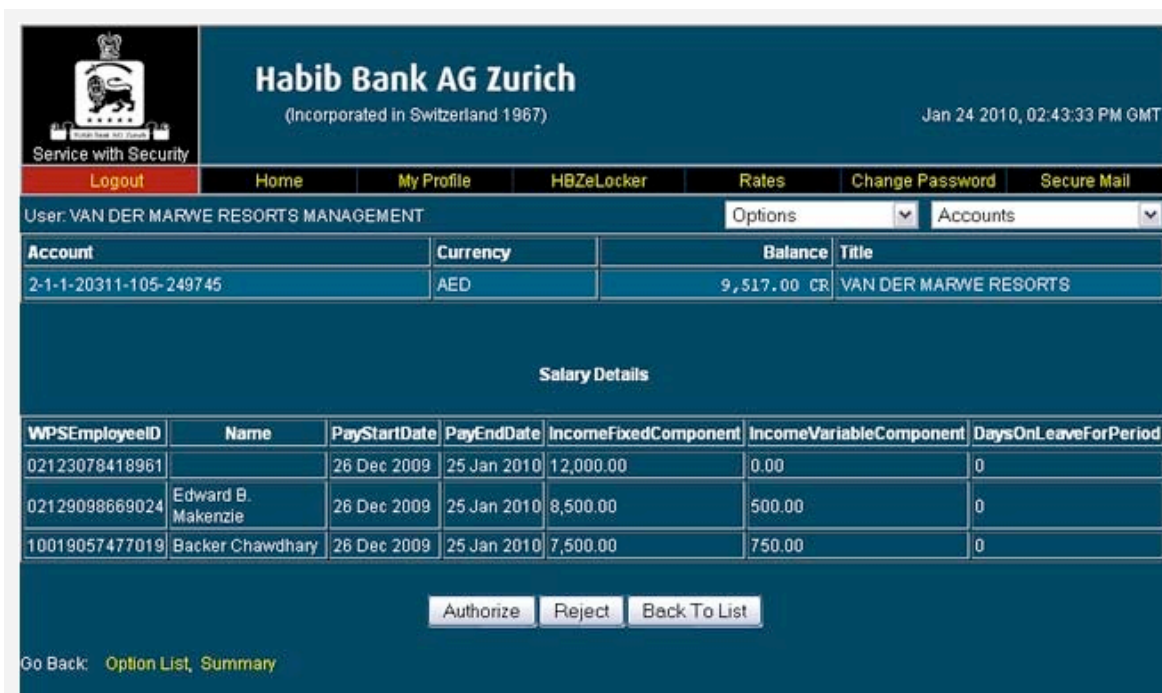 Habib Bank AG Zurich
(Incorporated in Switzerland 1967)
Jan 24 2010, 02:43:33 PM GMT
Service with Security
Logout Home My Profile HBZeLocker Rates Change Password Secure Mail
User: VAN DER MARWE RESORTS MANAGEMENT Options Accounts
Account Currency Balance Title
2-1-1-20311-105-249745 AED 9,517.00 CR VAN DER MARWE RESORTS
Salary Details
WPSEmployeeID Name PayStartDate PayEndDate IncomeFixedComponent IncomeVariableComponent DaysOnLeaveForPeriod
02123078418961 26 Dec 2009 25 Jan 2010 12,000.00 0.00 0
02129098669024 Edward B. Makenzie 26 Dec 2009 25 Jan 2010 8,500.00 500.00 0
10019057477019 Backer Chawdhary 26 Dec 2009 25 Jan 2010 7,500.00 750.00 0
Authorize Reject Back To List
Go Back: Option List, Summary